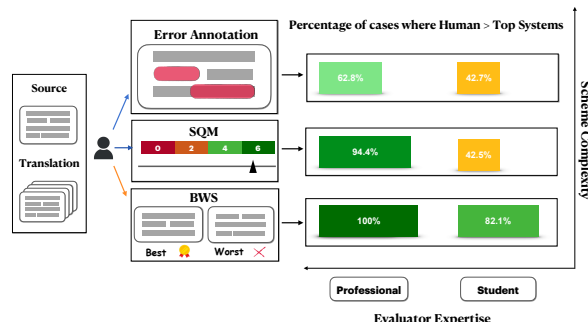 Error Annotation
Percentage of cases where Human > Top Systems
Source
Translation
62.8%
42.7%
SQM
0 2 4 6
94.4%
42.5%
BWS
Best
Worst
100%
82.1%
Scheme Complexity
Professional
Student
Evaluator Expertise